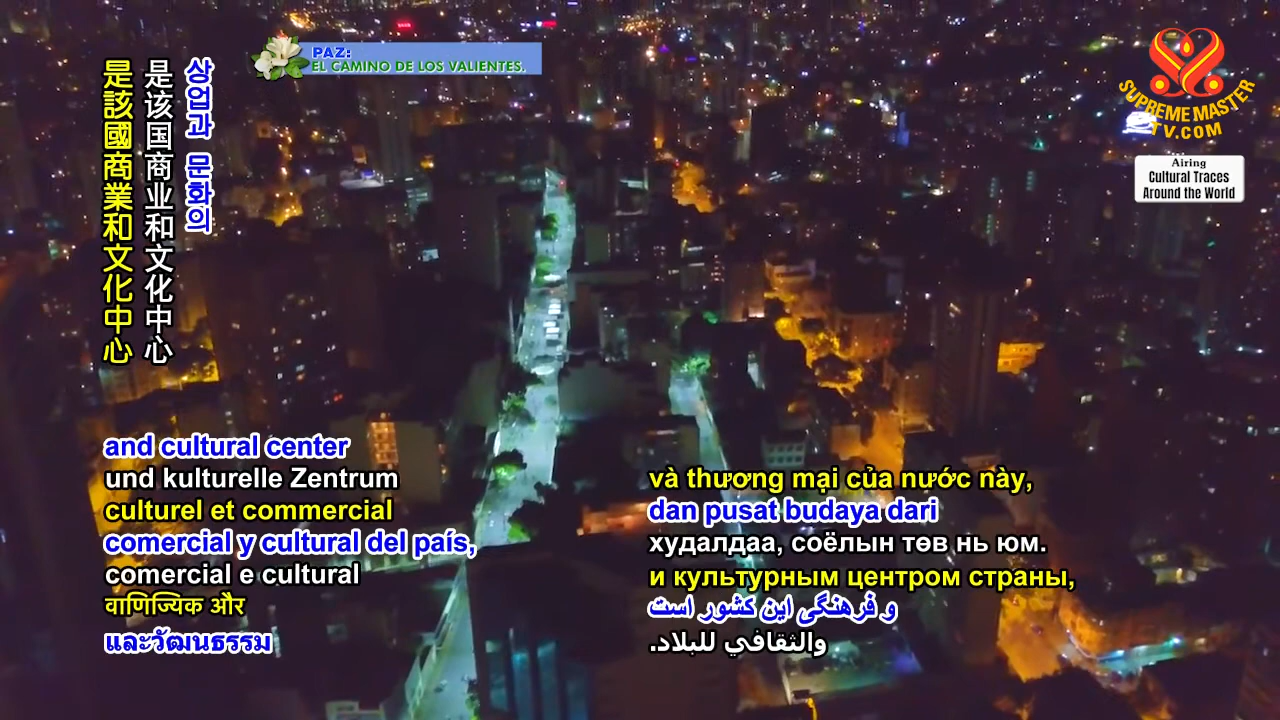 PAZ:
EL CAMINO DE LOS VALIENTES.
SUPREME MASTER
TV.COM
Airing
Cultural Traces
Around the World
상업과 문화의
是该国商业和文化中心
是該國商業和文化中心
and cultural center
und kulturelle Zentrum
culturel et commercial
comercial y cultural del país,
comercial e cultural
वाणिज्यिक और
และวัฒนธรรม
và thương mại của nước này,
dan pusat budaya dari
худалдаа, соёлын төв нь юм.
и культурным центром страны,
و فرهنگی این کشور است
والثقافي للبلاد.